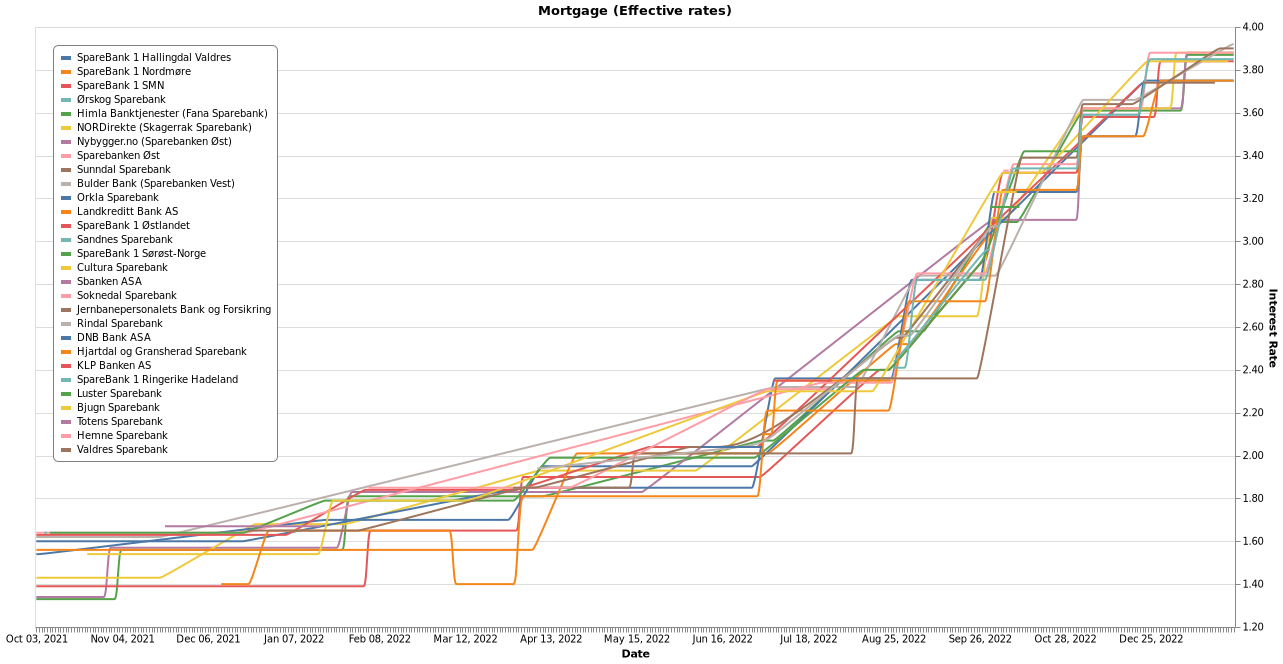 Mortgage (Effective rates)
SpareBank 1 Hallingdal Valdres
SpareBank 1 Nordmøre
SpareBank 1 SMN
Ørskog Sparebank
Himla Banktjenester (Fana Sparebank)
NORDirekte (Skagerrak Sparebank)
Nybygger.no (Sparebanken Øst)
Sparebanken Øst
Sunndal Sparebank
Bulder Bank (Sparebanken Vest)
Orkla Sparebank
Landkreditt Bank AS
SpareBank 1 Østlandet
Sandnes Sparebank
SpareBank 1 Sørøst-Norge
Cultura Sparebank
Sbanken ASA
Soknedal Sparebank
Jernbanepersonalets Bank og Forsikring
Rindal Sparebank
DNB Bank ASA
Hjartdal og Gransherad Sparebank
KLP Banken AS
SpareBank 1 Ringerike Hadeland
Luster Sparebank
Bjugn Sparebank
Totens Sparebank
Hemne Sparebank
Valdres Sparebank
4.00
3.80
3.60
3.40
3.20
3.00
2.80
2.60
2.40
2.20
2.00
1.80
1.60
1.40
1.20
Interest Rate
Oct 03, 2021 Nov 04, 2021 Dec 06, 2021 Jan 07, 2022 Feb 08, 2022 Mar 12, 2022 Apr 13, 2022 May 15, 2022 Jun 16, 2022 Jul 18, 2022 Aug 25, 2022 Sep 26, 2022 Oct 28, 2022 Dec 25, 2022
Date